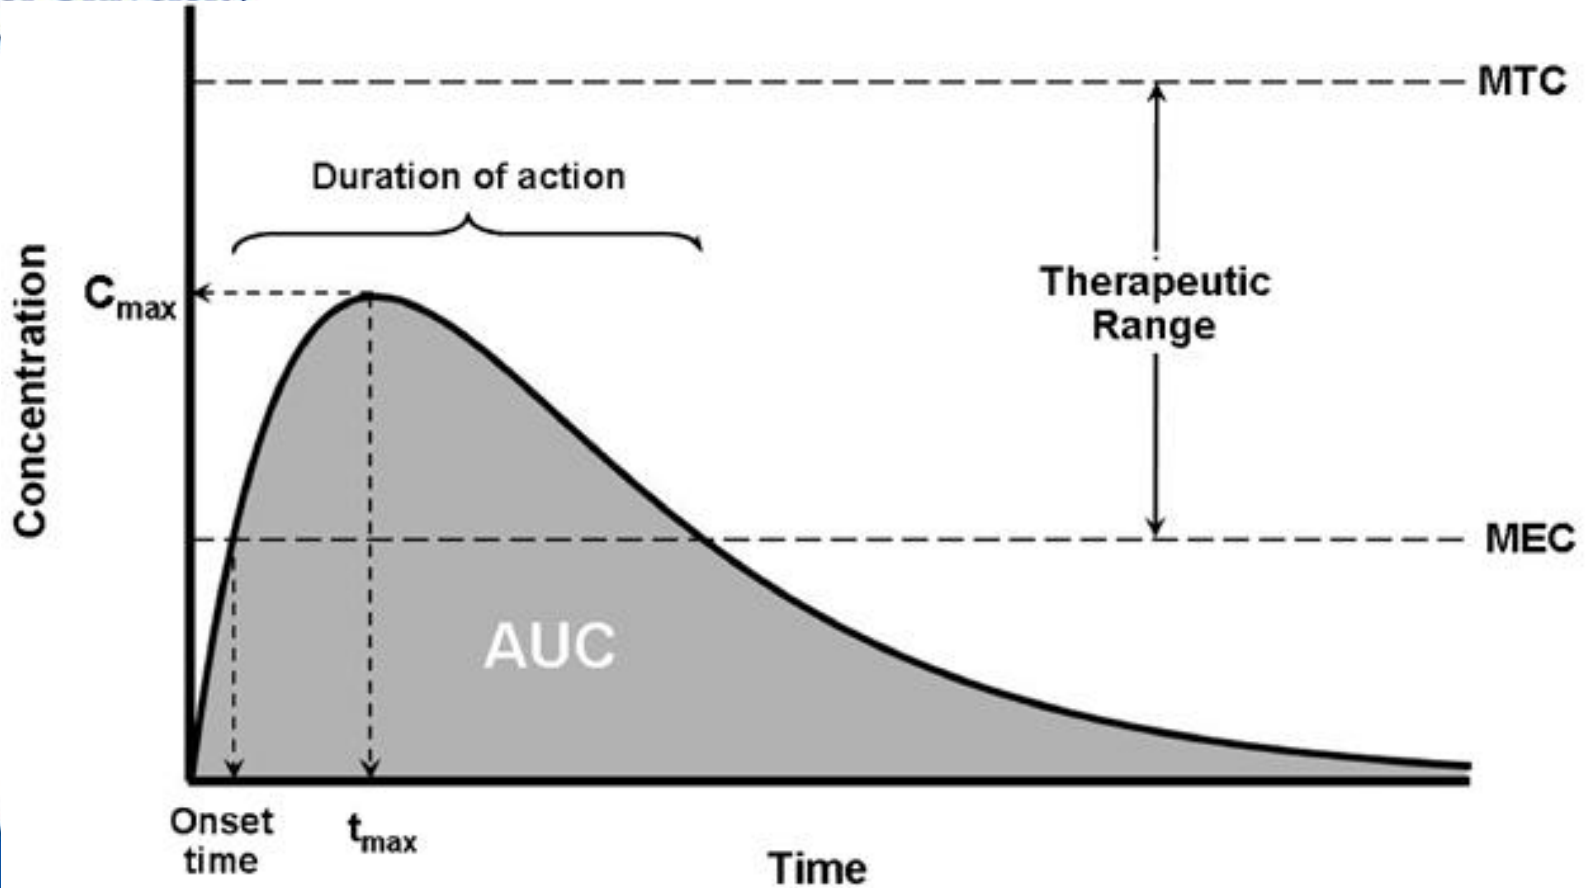 MTC
Duration of action
Concentration
Cmax
Therapeutic
Range
MEC
AUC
Onset
time
tmax
Time